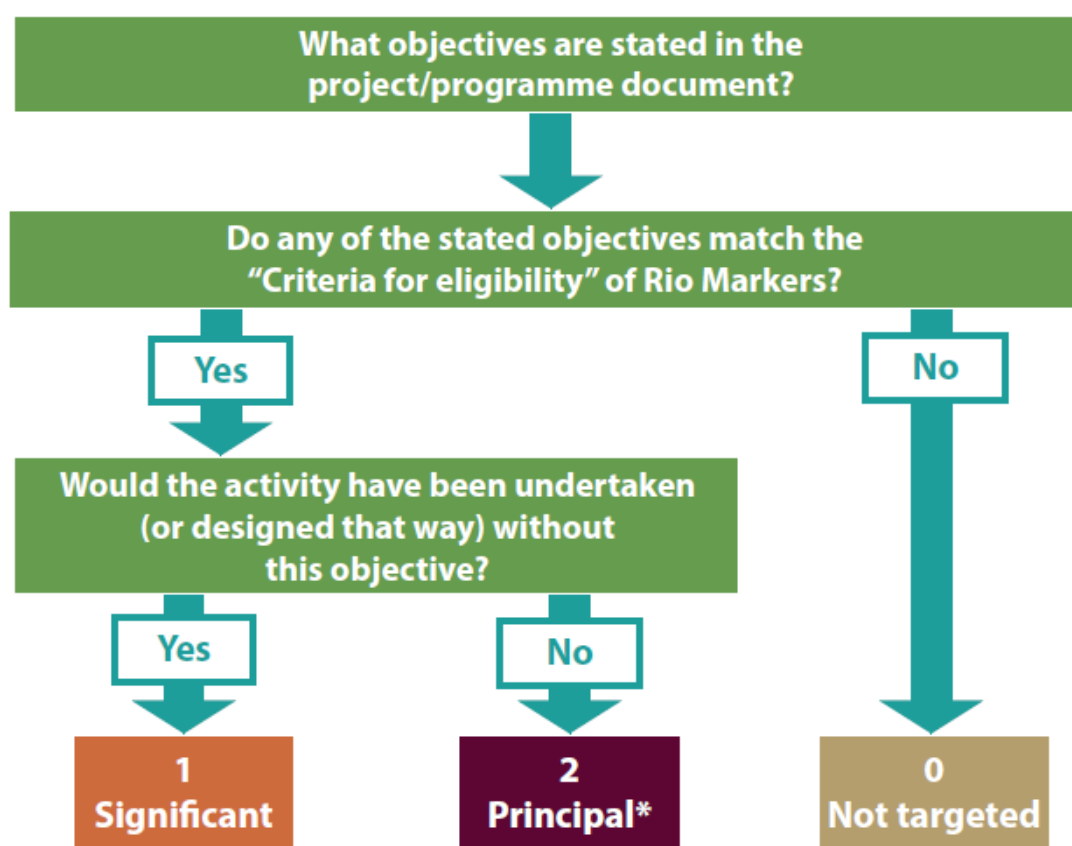 What objectives are stated in the
project/programme document?
Do any of the stated objectives match the
“Criteria for eligibility” of Rio Markers?
Yes
No
Would the activity have been undertaken
(or designed that way) without
this objective?
Yes
No
1
Significant
2
Principal*
0
Not targeted